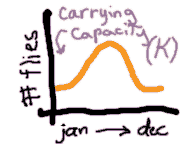 carrying
capacity
(K)
# flies
jan → dec